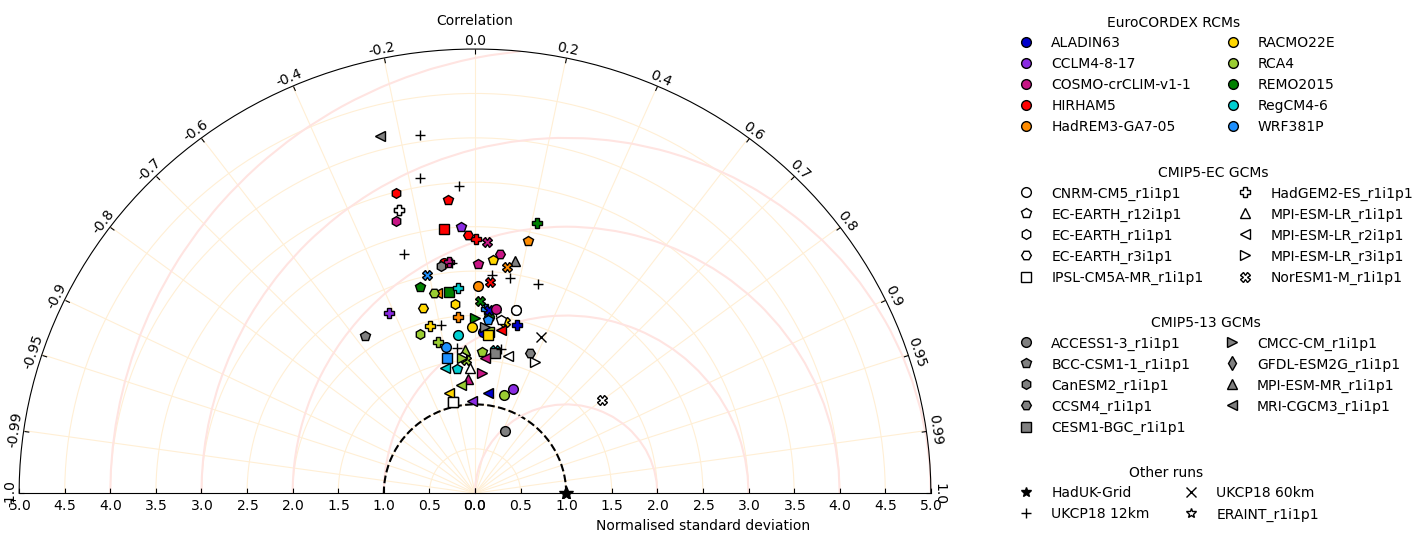 Correlation
0.0
-0.2
0.2
-0.4
0.4
-0.6
0.6
-0.7
0.7
-0.8
0.8
-0.9
0.9
-0.95
0.95
-0.99
0.99
-1.0
1.0
5.0 4.5 4.0 3.5 3.0 2.5 2.0 1.5 1.0 0.5 0.0 0.5 1.0 1.5 2.0 2.5 3.0 3.5 4.0 4.5 5.0
Normalised standard deviation
EuroCORDEX RCMs
ALADIN63
CCLM4-8-17
COSMO-crCLIM-v1-1
HIRHAM5
HadREM3-GA7-05
RACMO22E
RCA4
REMO2015
RegCM4-6
WRF381P
CMIP5-EC GCMs
CNRM-CM5_r1i1p1
EC-EARTH_r12i1p1
EC-EARTH_r1i1p1
EC-EARTH_r3i1p1
IPSL-CM5A-MR_r1i1p1
HadGEM2-ES_r1i1p1
MPI-ESM-LR_r1i1p1
MPI-ESM-LR_r2i1p1
MPI-ESM-LR_r3i1p1
NorESM1-M_r1i1p1
CMIP5-13 GCMs
ACCESS1-3_r1i1p1
BCC-CSM1-1_r1i1p1
CanESM2_r1i1p1
CCSM4_r1i1p1
CESM1-BGC_r1i1p1
CMCC-CM_r1i1p1
GFDL-ESM2G_r1i1p1
MPI-ESM-MR_r1i1p1
MRI-CGCM3_r1i1p1
Other runs
HadUK-Grid
UKCP18 12km
UKCP18 60km
ERAINT_r1i1p1